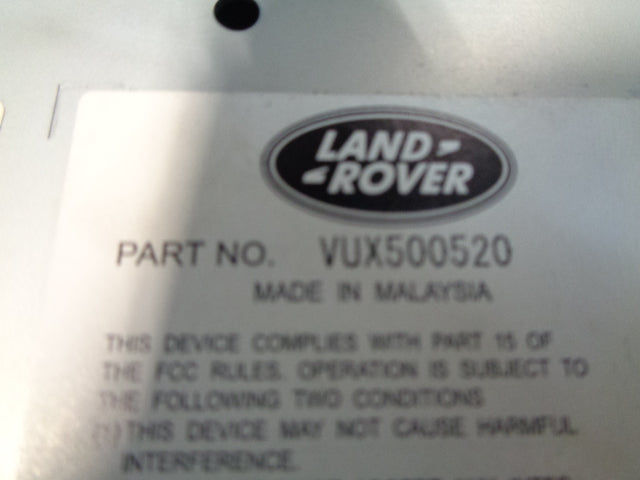 LAND
ROVER
PART NO. VUX500520
MADE IN MALAYSIA
THIS DEVICE COMPLIES WITH PART 15 OF
THE FCC RULES. OPERATION IS SUBJECT TO
THE FOLLOWING TWO CONDITIONS
(1) THIS DEVICE MAY NOT CAUSE HARMFUL
INTERFERENCE.